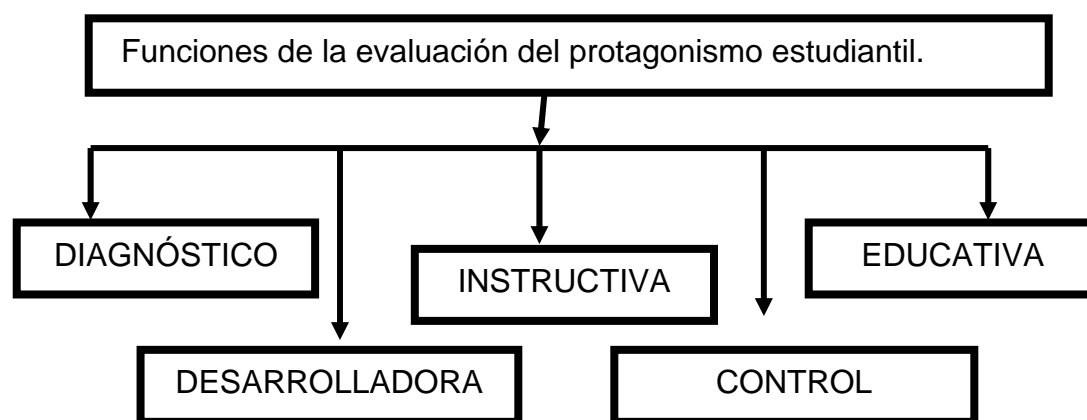 Funciones de la evaluación del protagonismo estudiantil.
DIAGNÓSTICO
INSTRUCTIVA
EDUCATIVA
DESARROLLADORA
CONTROL